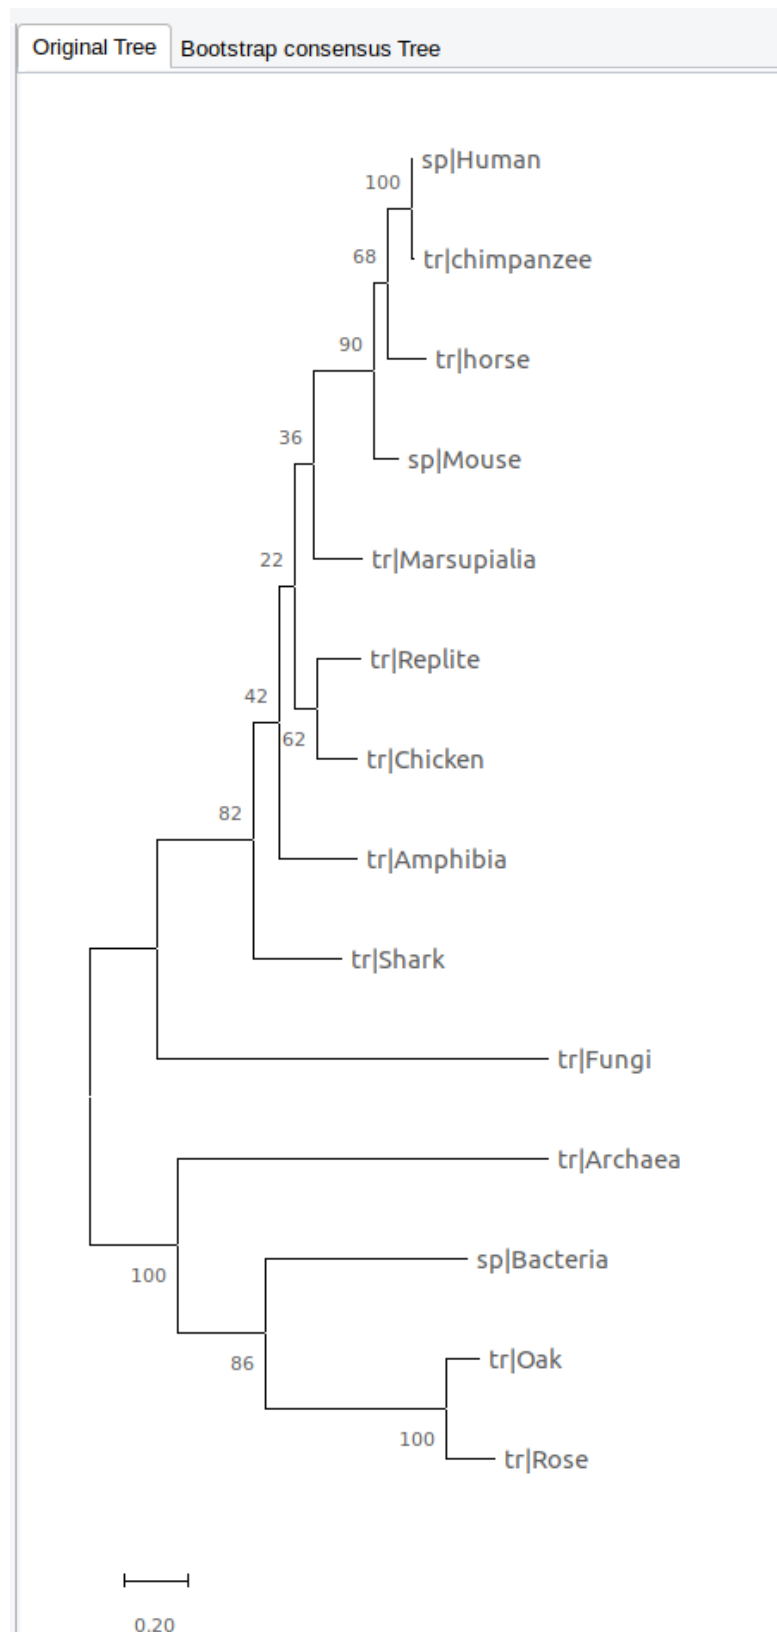 Original Tree
Bootstrap consensus Tree
sp|Human
100
68
tr|chimpanzee
90
tr|horse
36
sp|Mouse
22
tr|Marsupialia
tr|Replite
42
62
tr|Chicken
82
tr|Amphibia
tr|Shark
tr|Fungi
tr|Archaea
sp|Bacteria
100
tr|Oak
86
100
tr|Rose
0.20